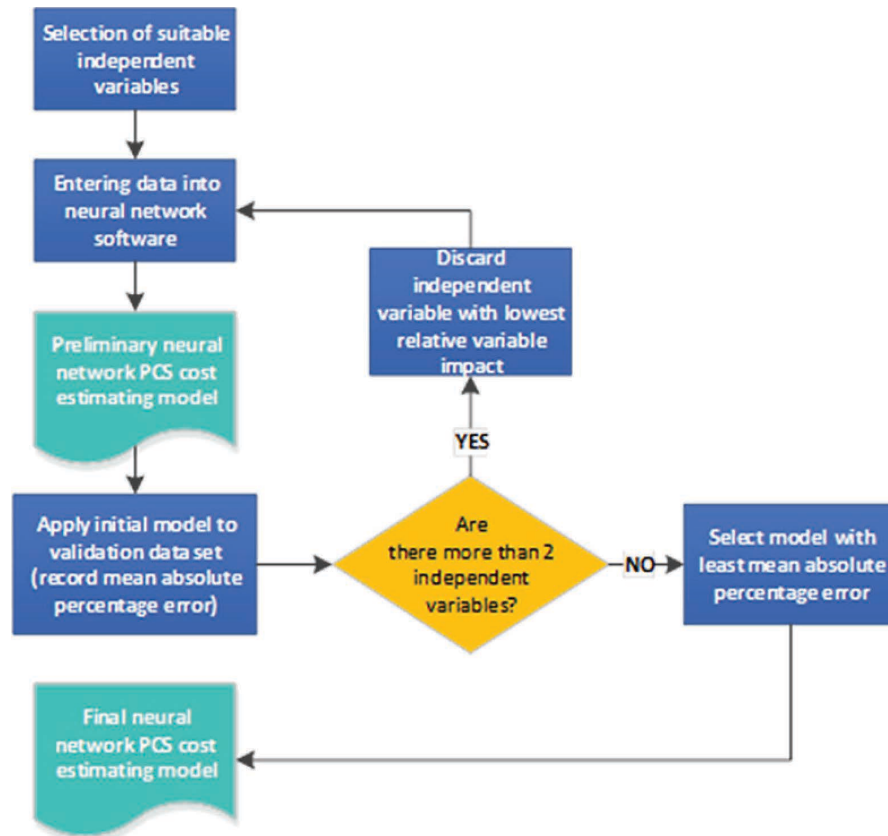 Selection of suitable
independent
variables
Entering data into
neural network
software
Preliminary neural
network PCS cost
estimating model
Apply initial model to
validation data set
(record mean absolute
percentage error)
Are
there more than 2
independent
variables?
YES
Discard
independent
variable with lowest
relative variable
impact
NO
Select model with
least mean absolute
percentage error
Final neural
network PCS cost
estimating model